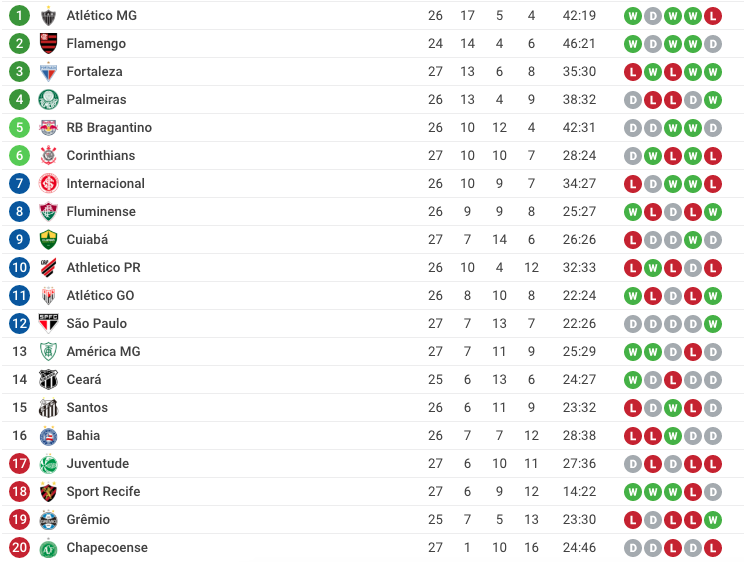 1 Atlético MG 26 17 5 4 42:19 W D W W L
2 Flamengo 24 14 4 6 46:21 W D W W D
3 Fortaleza 27 13 6 8 35:30 L W L W W
4 Palmeiras 26 13 4 9 38:32 D L L D W
5 RB Bragantino 26 10 12 4 42:31 D D W W D
6 Corinthians 27 10 10 7 28:24 D W L W L
7 Internacional 26 10 9 7 34:27 L D W W L
8 Fluminense 26 9 9 8 25:27 W L D L W
9 Cuiabá 27 7 14 6 26:26 L D D W D
10 Athletico PR 26 10 4 12 32:33 L W L D L
11 Atlético GO 26 8 10 8 22:24 W L D L W
12 São Paulo 27 7 13 7 22:26 D D D D W
13 América MG 27 7 11 9 25:29 W W D L D
14 Ceará 25 6 13 6 24:27 W D L D D
15 Santos 26 6 11 9 23:32 L D W L D
16 Bahia 26 7 7 12 28:38 L L W D D
17 Juventude 27 6 10 11 27:36 D L D L L
18 Sport Recife 27 6 9 12 14:22 W W W L D
19 Grêmio 25 7 5 13 23:30 L D L L W
20 Chapecoense 27 1 10 16 24:46 D D L D L